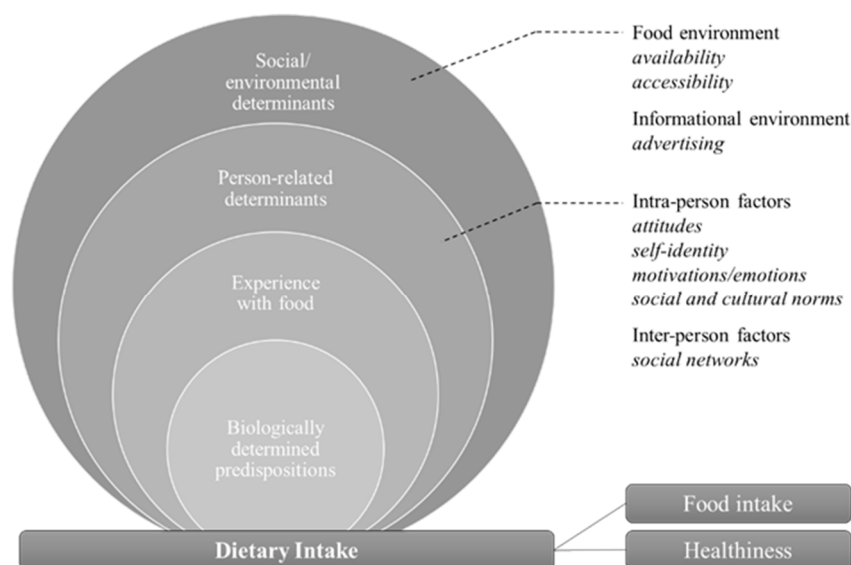 Social/
environmental
determinants
Person-related
determinants
Experience
with food
Biologically
determined
predispositions
Food environment
availability
accessibility
Informational environment
advertising
Intra-person factors
attitudes
self-identity
motivations/emotions
social and cultural norms
Inter-person factors
social networks
Dietary Intake
Food intake
Healthiness